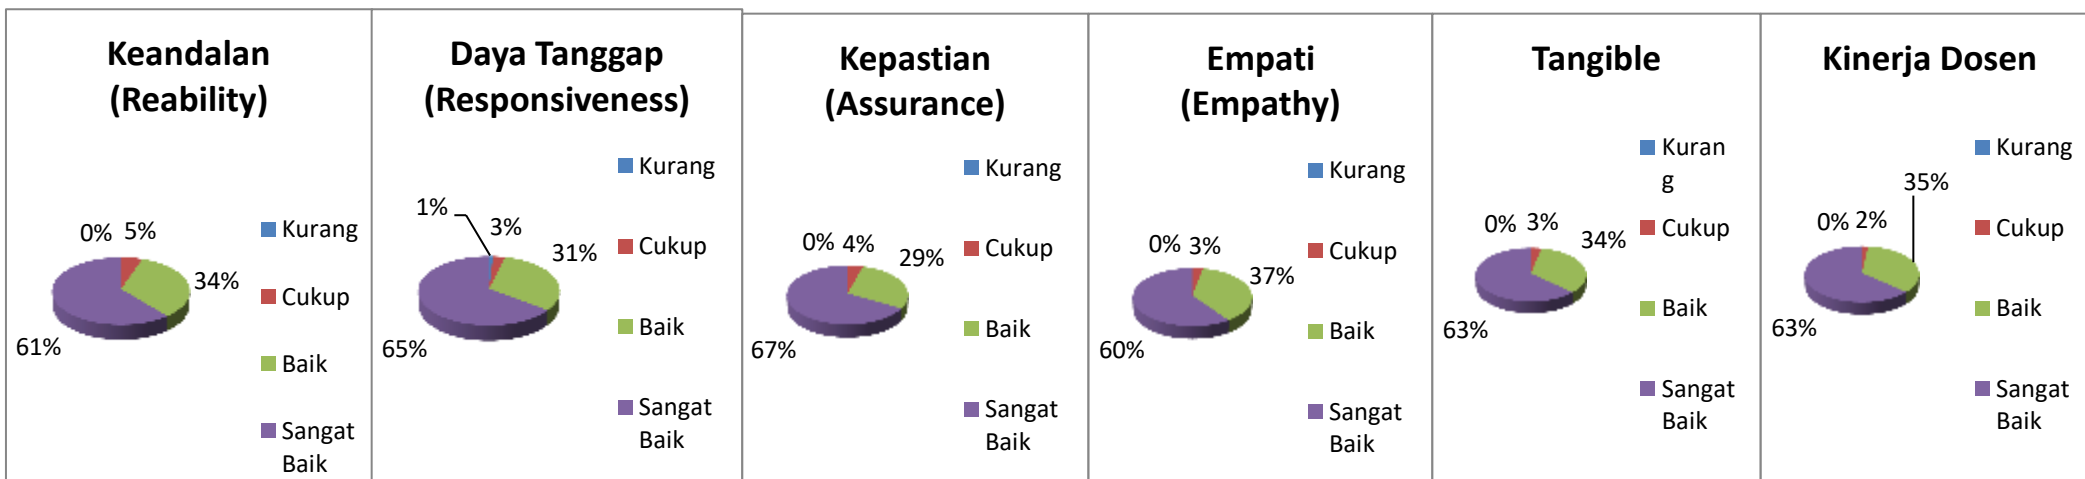 Keandalan
(Reability)
0%
5%
34%
61%
Kurang
Cukup
Baik
Sangat
Baik
Daya Tanggap
(Responsiveness)
1%
3%
31%
65%
Kurang
Cukup
Baik
Sangat
Baik
Kepastian
(Assurance)
0%
4%
29%
67%
Kurang
Cukup
Baik
Sangat
Baik
Empati
(Empathy)
0%
3%
37%
60%
Kurang
Cukup
Baik
Sangat
Baik
Tangible
0%
3%
34%
63%
Kuran
g
Cukup
Baik
Sangat
Baik
Kinerja Dosen
0%
2%
35%
63%
Kurang
Cukup
Baik
Sangat
Baik